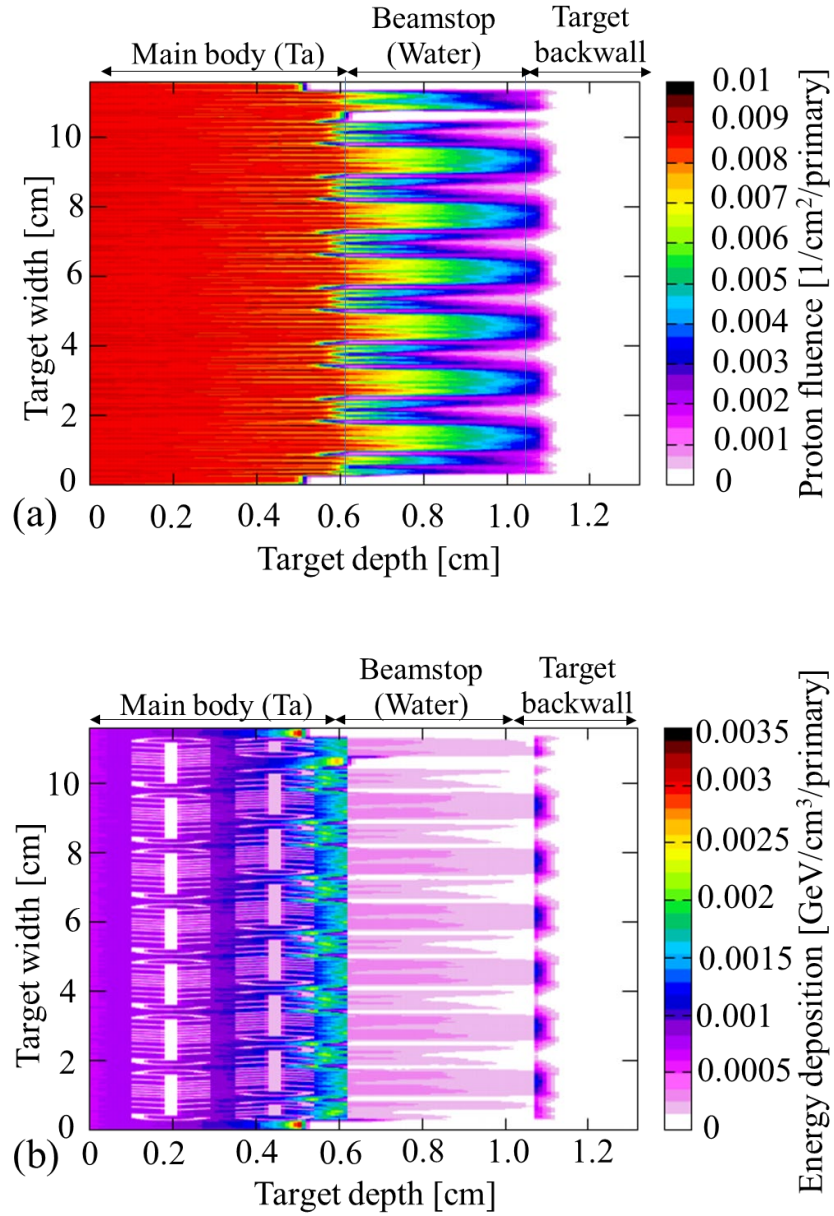 Main body (Ta)
Beamstop
(Water)
Target
backwall
Target width [cm]
10
8
6
4
2
0
0
0.2
0.4
0.6
0.8
1.0
1.2
Target depth [cm]
(a)
0.01
0.009
0.008
0.007
0.006
0.005
0.004
0.003
0.002
0.001
0
Proton fluence [1/cm²/primary]
Main body (Ta)
Beamstop
(Water)
Target
backwall
Target width [cm]
10
8
6
4
2
0
0
0.2
0.4
0.6
0.8
1.0
1.2
Target depth [cm]
(b)
0.0035
0.003
0.0025
0.002
0.0015
0.001
0.0005
0
Energy deposition [GeV/cm³/primary]